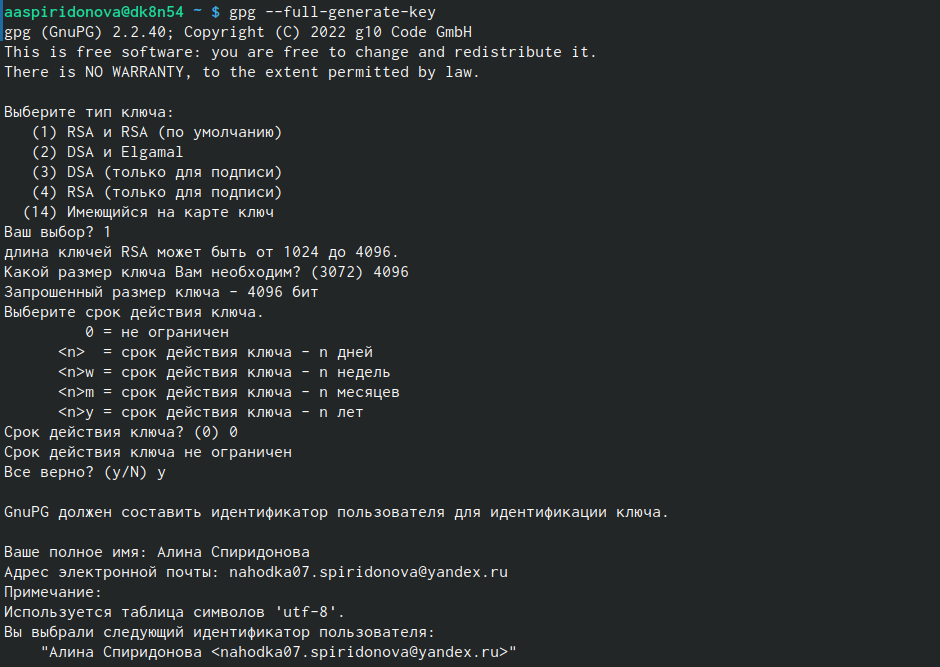 aaspiridonova@dk8n54 ~ $ gpg --full-generate-key
gpg (GnuPG) 2.2.40; Copyright (C) 2022 g10 Code GmbH
This is free software: you are free to change and redistribute it.
There is NO WARRANTY, to the extent permitted by law.
Выберите тип ключа:
(1) RSA и RSA (по умолчанию)
(2) DSA и Elgamal
(3) DSA (только для подписи)
(4) RSA (только для подписи)
(14) Имеющийся на карте ключ
Ваш выбор? 1
длина ключей RSA может быть от 1024 до 4096.
Какой размер ключа Вам необходим? (3072) 4096
Запрошенный размер ключа - 4096 бит
Выберите срок действия ключа.
0 = не ограничен
<n> = срок действия ключа - n дней
<n>w = срок действия ключа - n недель
<n>m = срок действия ключа - n месяцев
<n>y = срок действия ключа - n лет
Срок действия ключа? (0) 0
Срок действия ключа не ограничен
Все верно? (y/N) y
GnuPG должен составить идентификатор пользователя для идентификации ключа.
Ваше полное имя: Алина Спиридонова
Адрес электронной почты: nahodka07.spiridonova@yandex.ru
Примечание:
Используется таблица символов 'utf-8'.
Вы выбрали следующий идентификатор пользователя:
"Алина Спиридонова <nahodka07.spiridonova@yandex.ru>"